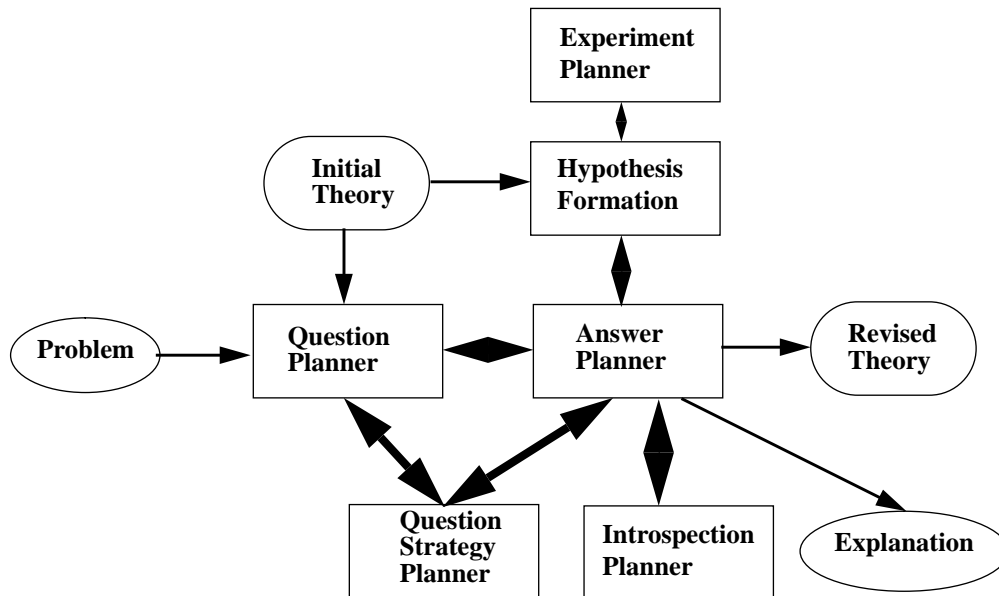 Experiment
Planner
Initial
Theory
Hypothesis
Formation
Problem
Question
Planner
Answer
Planner
Revised
Theory
Question
Strategy
Planner
Introspection
Planner
Explanation